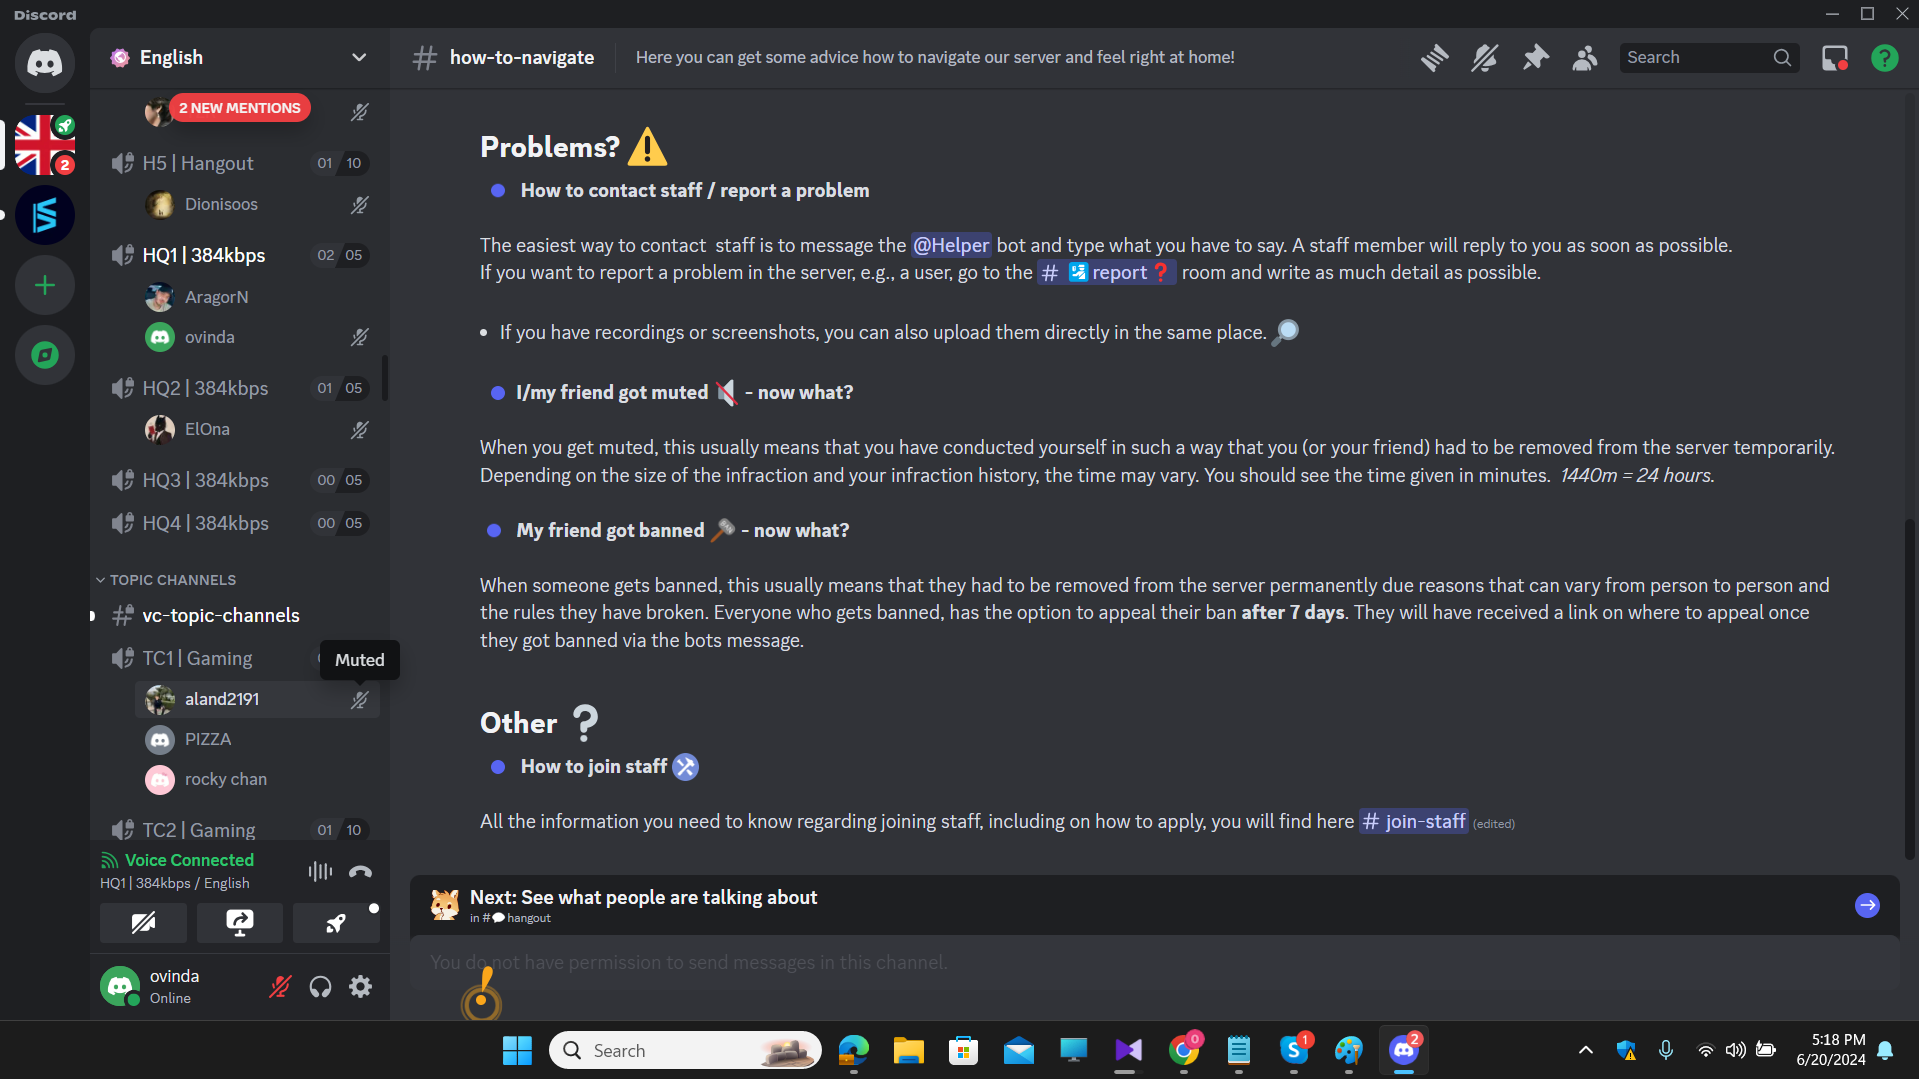 Discord
English
2 NEW MENTIONS
H5 | Hangout 01 10
Dionisoos
HQ1 | 384kbps 02 05
AragorN
ovinda
HQ2 | 384kbps 01 05
ElOna
HQ3 | 384kbps 00 05
HQ4 | 384kbps 00 05
TOPIC CHANNELS
vc-topic-channels
TC1 | Gaming
Muted
aland2191
PIZZA
rocky chan
TC2 | Gaming 01 10
Voice Connected
HQ1 | 384kbps / English
ovinda
Online
how-to-navigate
Here you can get some advice how to navigate our server and feel right at home!
Search
2
Problems? ⚠️
How to contact staff / report a problem
The easiest way to contact staff is to message the @Helper bot and type what you have to say. A staff member will reply to you as soon as possible.
If you want to report a problem in the server, e.g., a user, go to the # report❓ room and write as much detail as possible.
• If you have recordings or screenshots, you can also upload them directly in the same place.
I/my friend got muted - now what?
When you get muted, this usually means that you have conducted yourself in such a way that you (or your friend) had to be removed from the server temporarily.
Depending on the size of the infraction and your infraction history, the time may vary. You should see the time given in minutes. 1440m = 24 hours.
My friend got banned - now what?
When someone gets banned, this usually means that they had to be removed from the server permanently due reasons that can vary from person to person and
the rules they have broken. Everyone who gets banned, has the option to appeal their ban after 7 days. They will have received a link on where to appeal once
they got banned via the bots message.
Other ❔
How to join staff
All the information you need to know regarding joining staff, including on how to apply, you will find here # join-staff (edited)
Next: See what people are talking about
in # hangout
You do not have permission to send messages in this channel.
Search
0
1
2
5:18 PM
6/20/2024